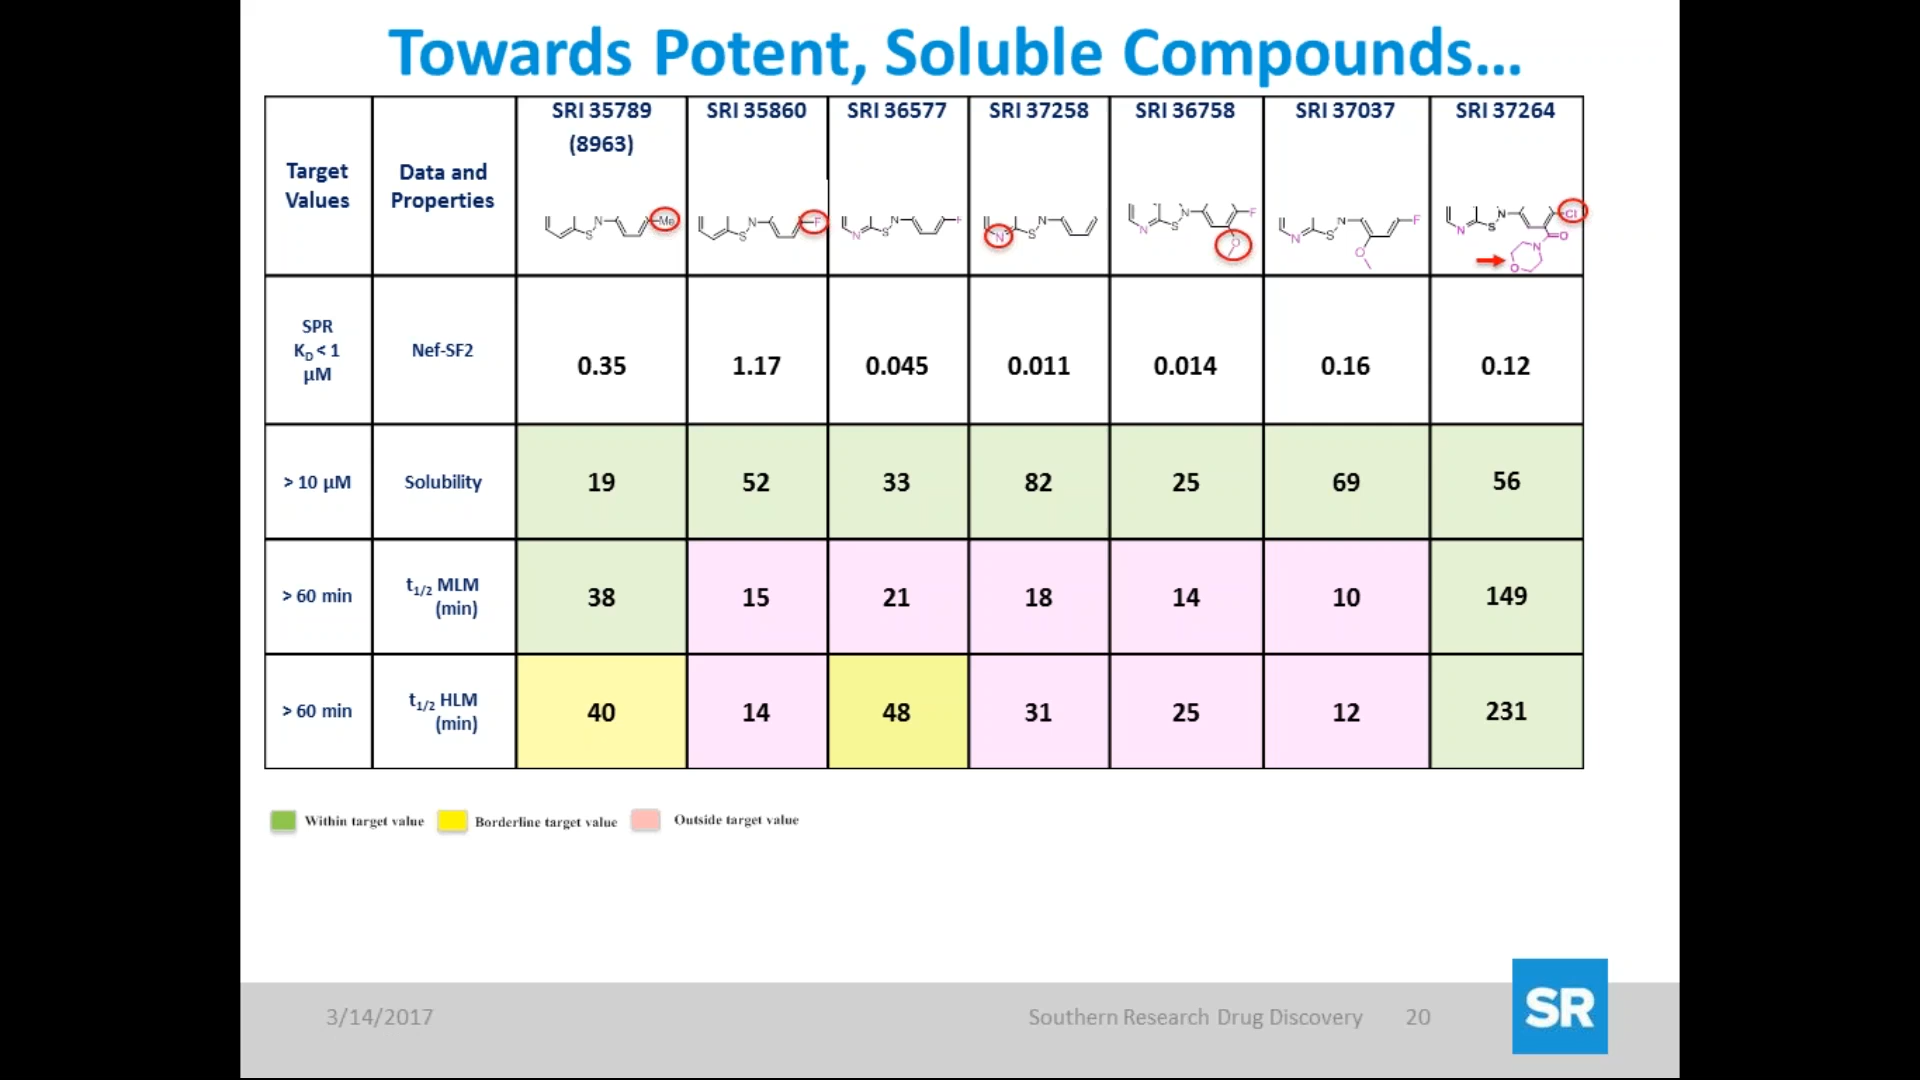 Towards Potent, Soluble Compounds...
Target Values
Data and Properties
SRI 35789 (8963)
SRI 35860
SRI 36577
SRI 37258
SRI 36758
SRI 37037
SRI 37264
S N Me
S N F
N S N
N S N
N S N F O
N S N F O
N S N Cl O N O
SPR K_D < 1 µM
Nef-SF2
0.35
1.17
0.045
0.011
0.014
0.16
0.12
> 10 µM
Solubility
19
52
33
82
25
69
56
> 60 min
t1/2 MLM (min)
38
15
21
18
14
10
149
> 60 min
t1/2 HLM (min)
40
14
48
31
25
12
231
Within target value
Borderline target value
Outside target value
3/14/2017
Southern Research Drug Discovery
20
SR